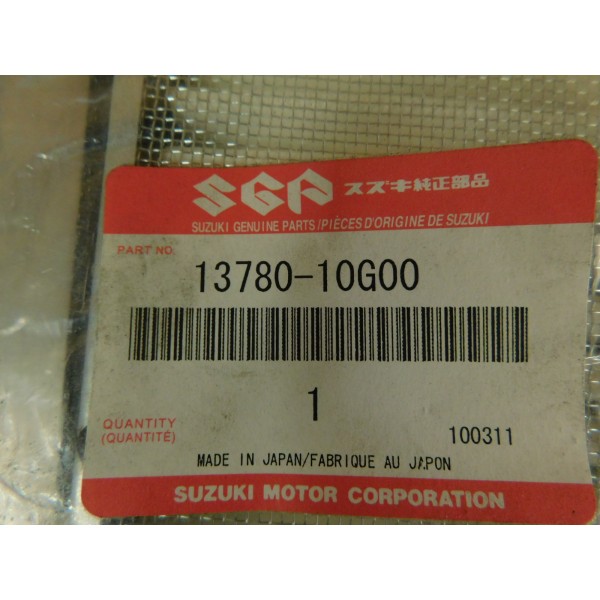 SGP スズキ純正部品
SUZUKI GENUINE PARTS/PIÈCES D'ORIGINE DE SUZUKI
PART NO.
13780-10G00
1
QUANTITY
(QUANTITÉ)
100311
MADE IN JAPAN/FABRIQUE AU JAPON
SUZUKI MOTOR CORPORATION